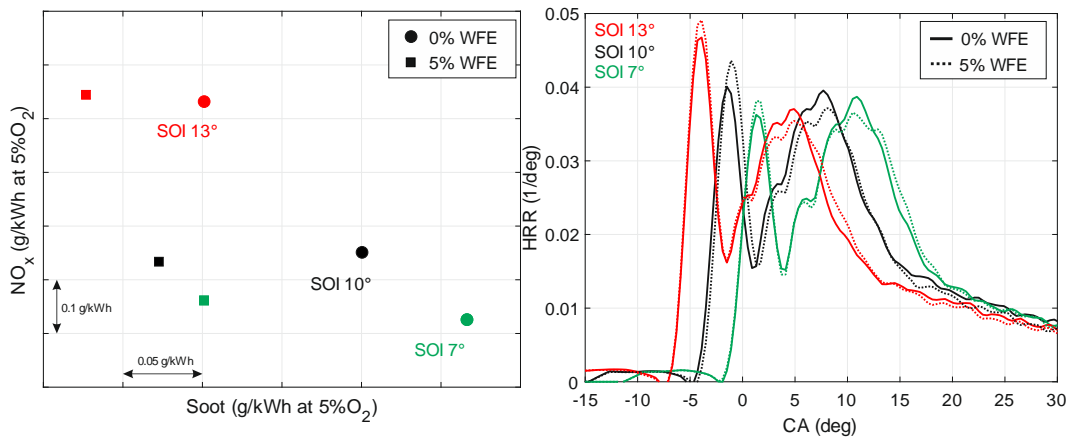 NOx (g/kWh at 5%O2)
0% WFE
5% WFE
SOI 13°
SOI 10°
SOI 7°
0.1 g/kWh
0.05 g/kWh
Soot (g/kWh at 5%O2)
HRR (1/deg)
0.05
0.04
0.03
0.02
0.01
0
SOI 13°
SOI 10°
SOI 7°
0% WFE
5% WFE
-15 -10 -5 0 5 10 15 20 25 30
CA (deg)